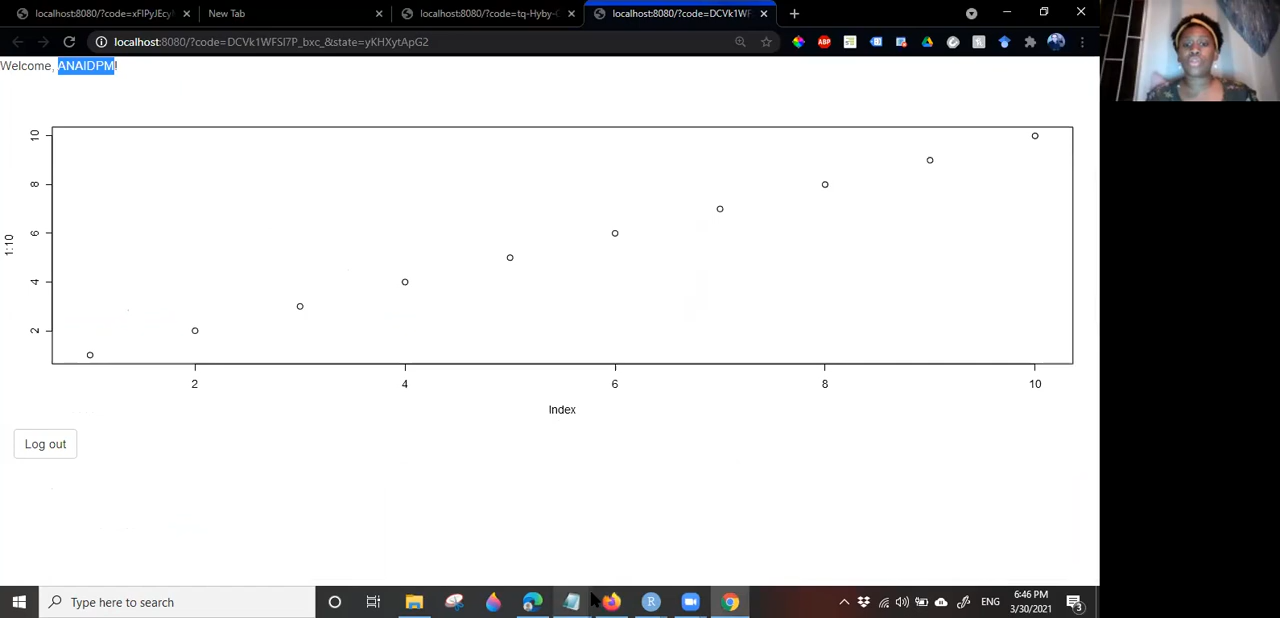 localhost:8080/?code=xFIPyJEcy
New Tab
localhost:8080/?code=tq-Hyby-
localhost:8080/?code=DCVk1WF
localhost:8080/?code=DCVk1WFSI7P_bxc_&state=yKHXytApG2
ABP
Welcome, ANAIDPM!
10
8
6
4
2
1:10
2
4
6
8
10
Index
Log out
Type here to search
R
ENG
6:46 PM
3/30/2021
3